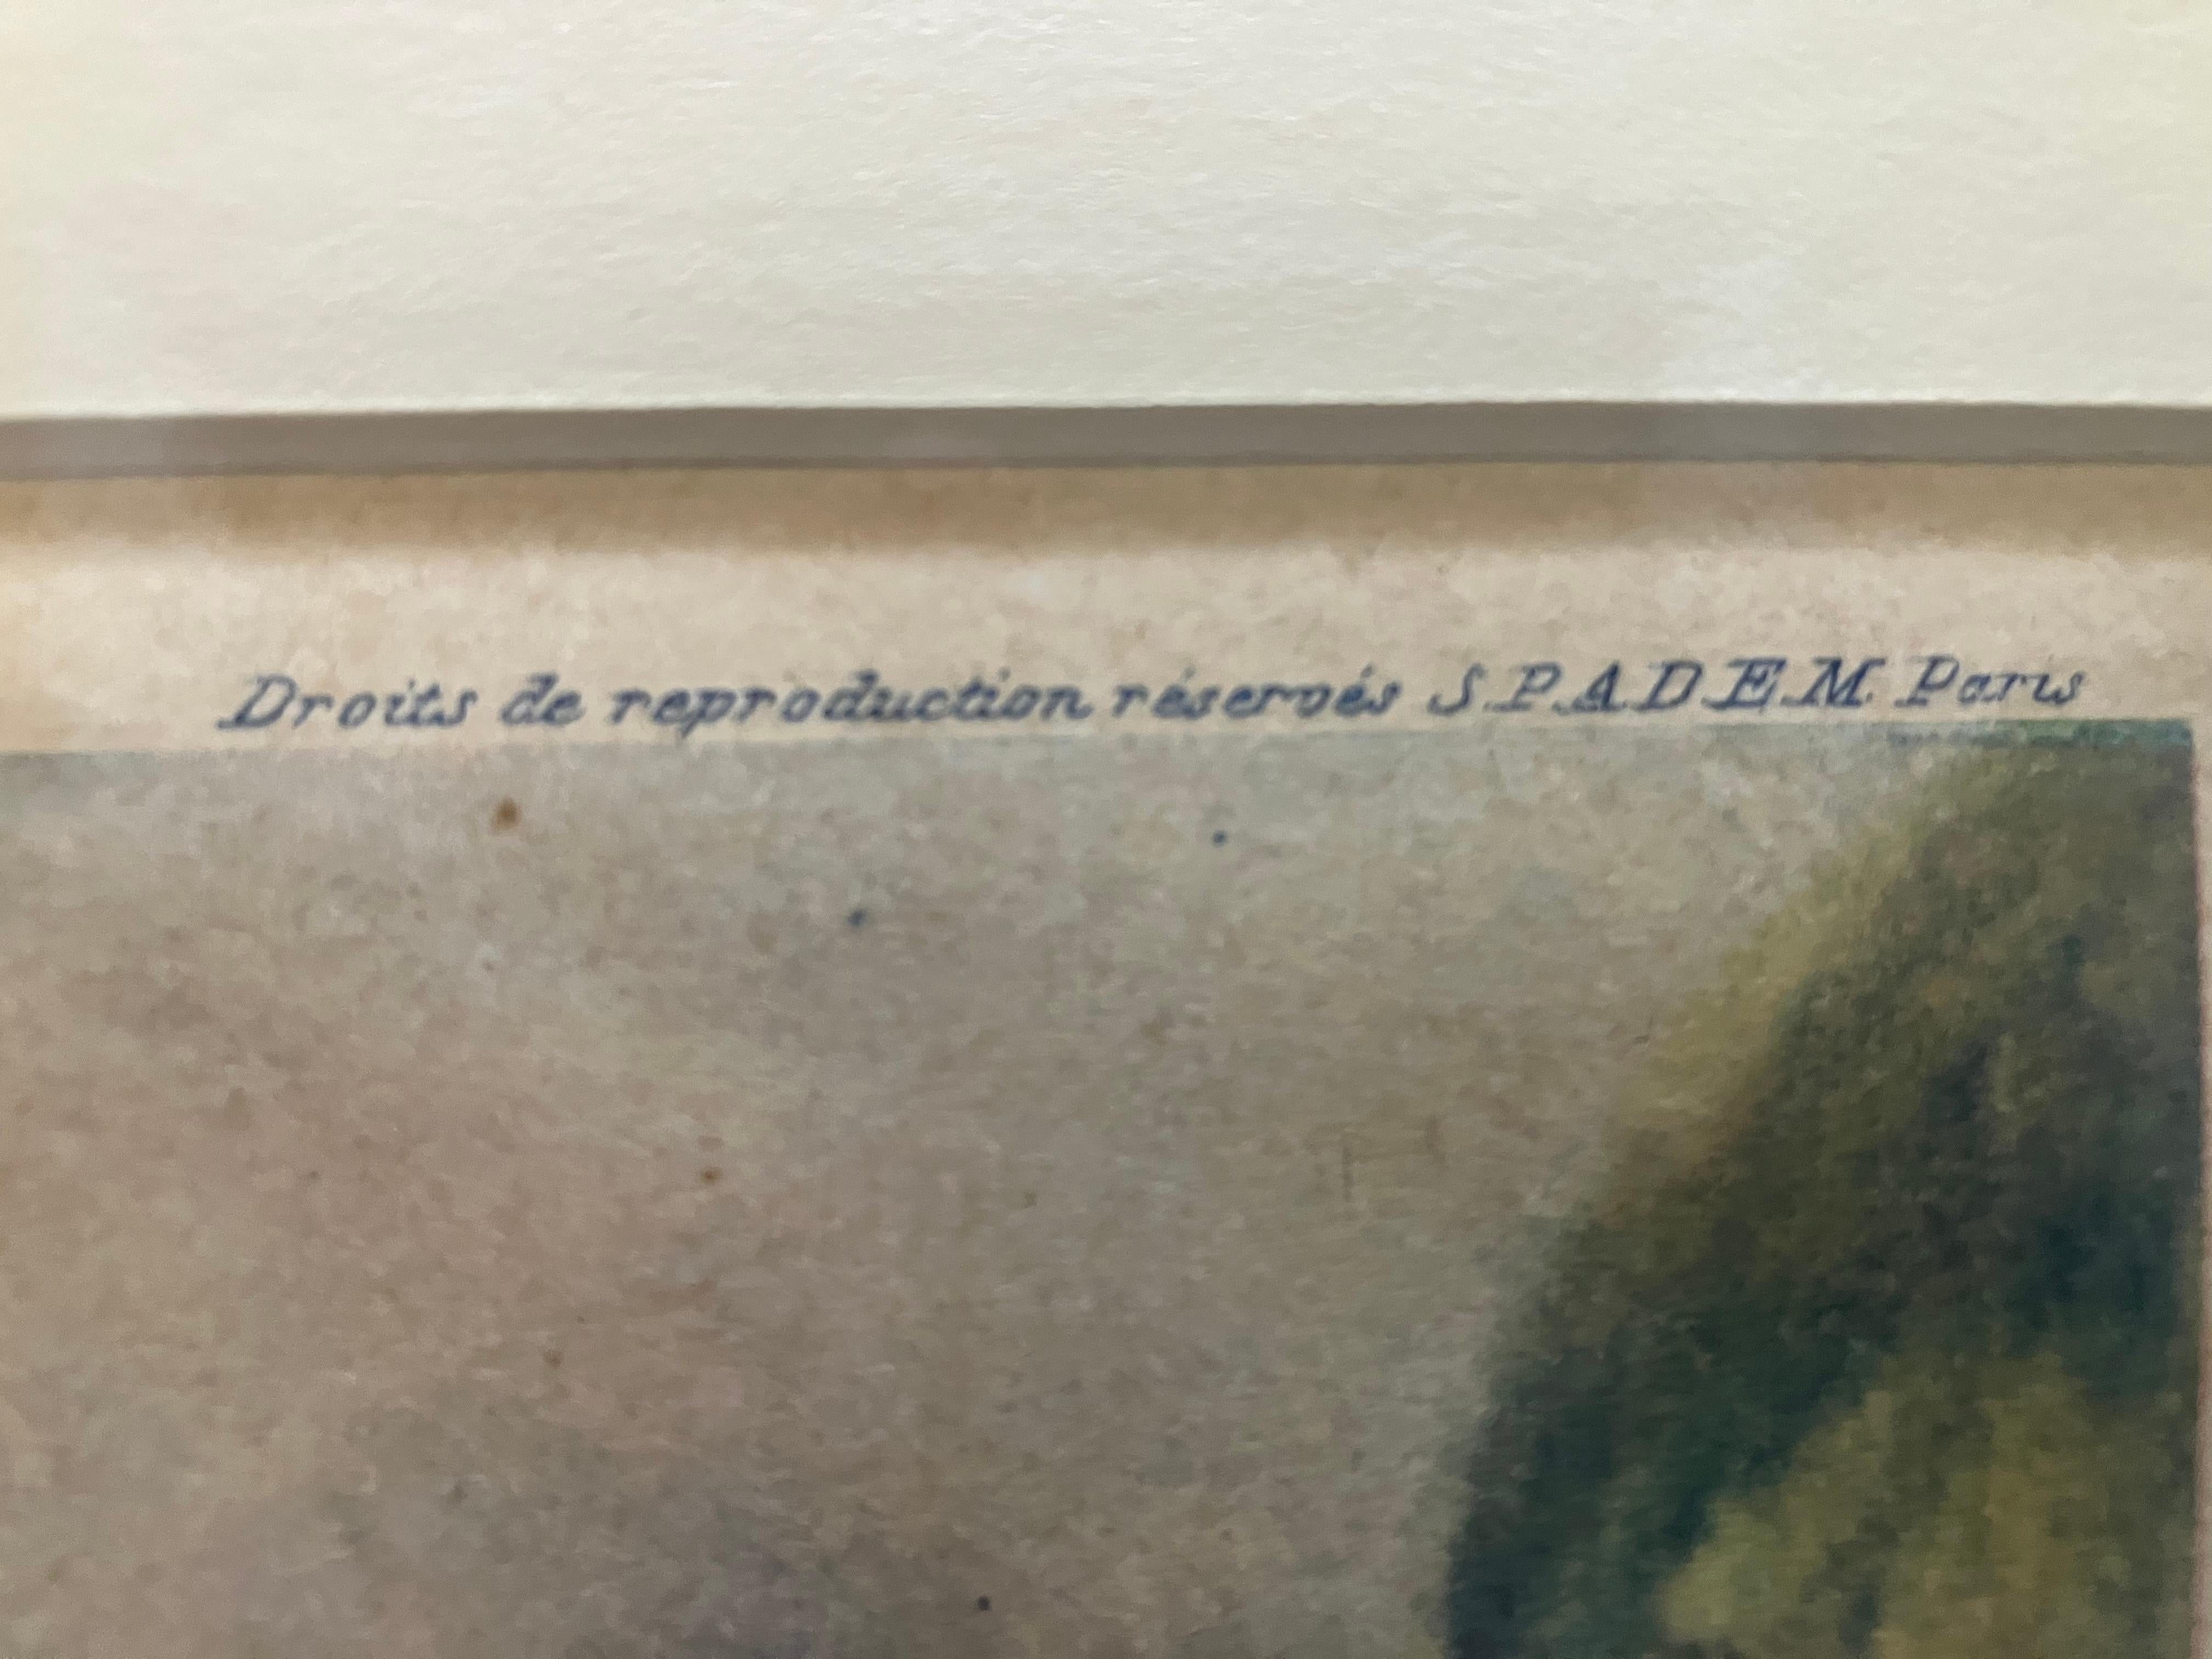 Droits de reproduction réservés S.P.A.D.E.M. Paris